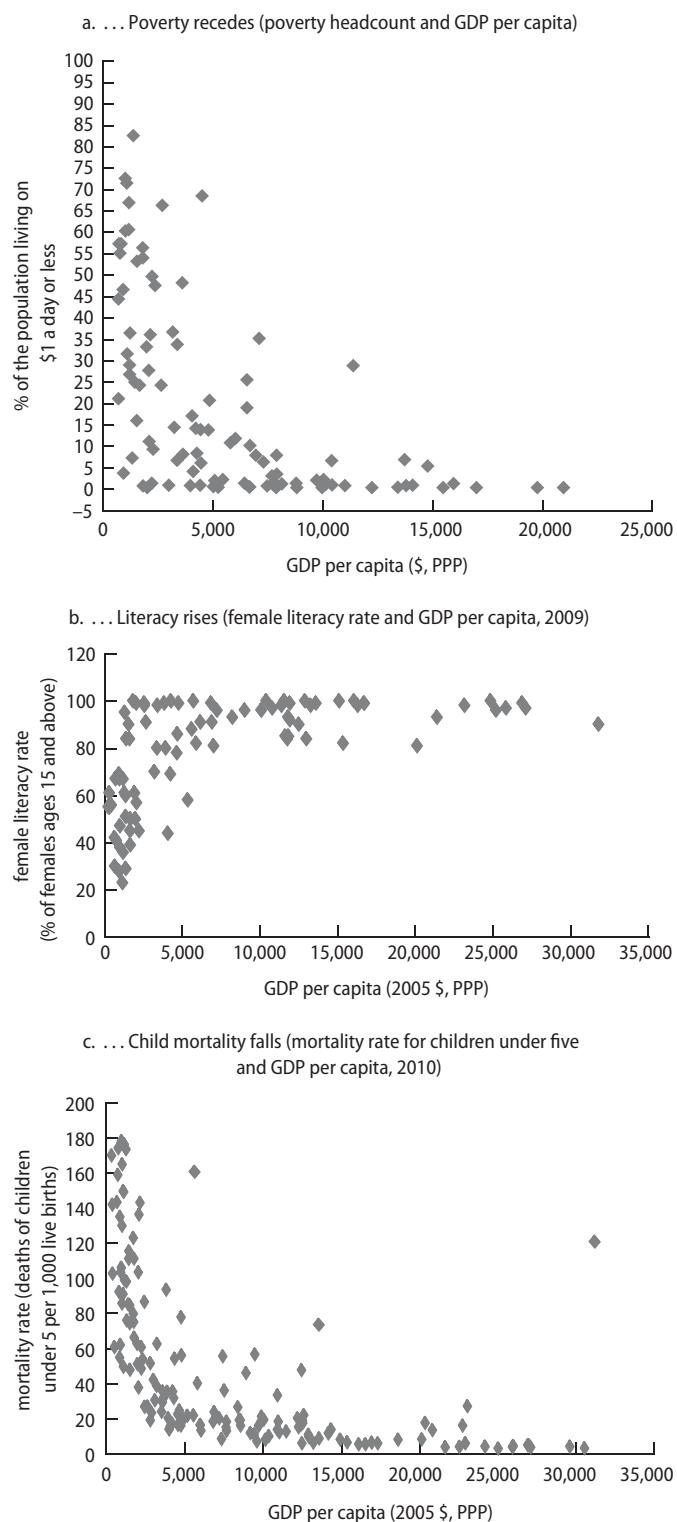 a. . . . Poverty recedes (poverty headcount and GDP per capita)
% of the population living on
$1 a day or less
100
95
90
85
80
75
70
65
60
55
50
45
40
35
30
25
20
15
10
5
0
–5
0 5,000 10,000 15,000 20,000 25,000
GDP per capita ($, PPP)
b. . . . Literacy rises (female literacy rate and GDP per capita, 2009)
female literacy rate
(% of females ages 15 and above)
120
100
80
60
40
20
0
0 5,000 10,000 15,000 20,000 25,000 30,000 35,000
GDP per capita (2005 $, PPP)
c. . . . Child mortality falls (mortality rate for children under five
and GDP per capita, 2010)
mortality rate (deaths of children
under 5 per 1,000 live births)
200
180
160
140
120
100
80
60
40
20
0
0 5,000 10,000 15,000 20,000 25,000 30,000 35,000
GDP per capita (2005 $, PPP)